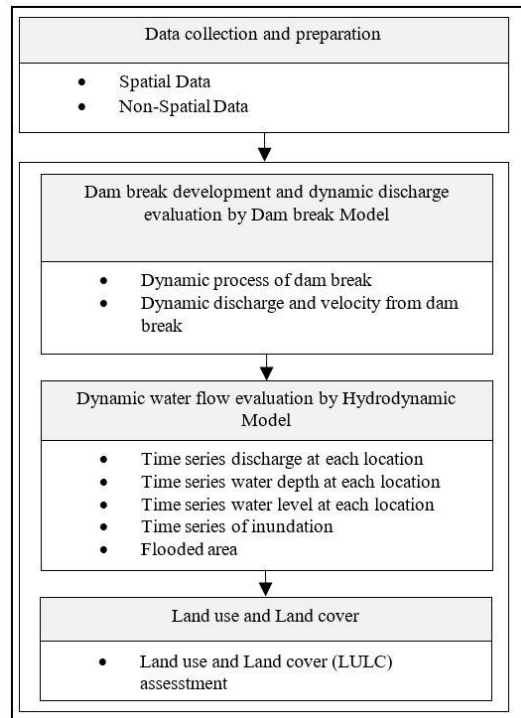 Data collection and preparation
• Spatial Data
• Non-Spatial Data
Dam break development and dynamic discharge
evaluation by Dam break Model
• Dynamic process of dam break
• Dynamic discharge and velocity from dam
break
Dynamic water flow evaluation by Hydrodynamic
Model
• Time series discharge at each location
• Time series water depth at each location
• Time series water level at each location
• Time series of inundation
• Flooded area
Land use and Land cover
• Land use and Land cover (LULC)
assesstment